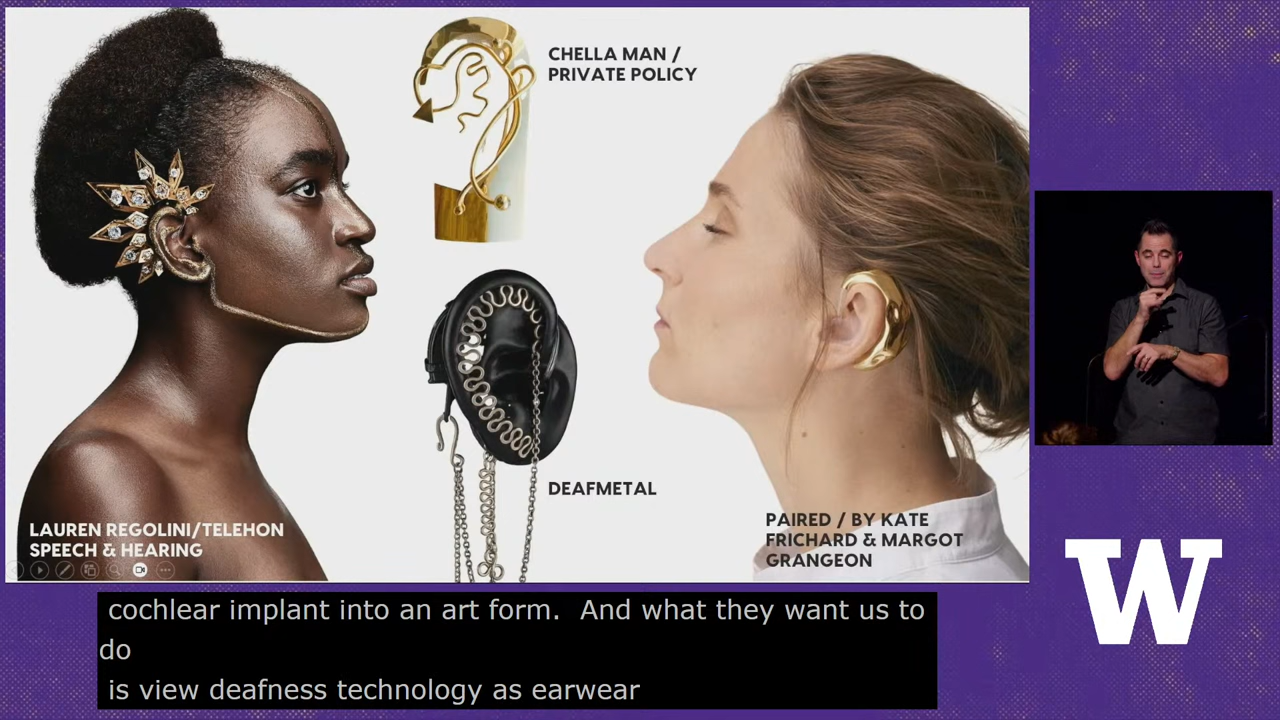 CHELLA MAN /
PRIVATE POLICY
DEAFMETAL
LAUREN REGOLINI/TELEHON
SPEECH & HEARING
PAIRED / BY KATE
FRICHARD & MARGOT
GRANGEON
W
cochlear implant into an art form.  And what they want us to
do
is view deafness technology as earwear